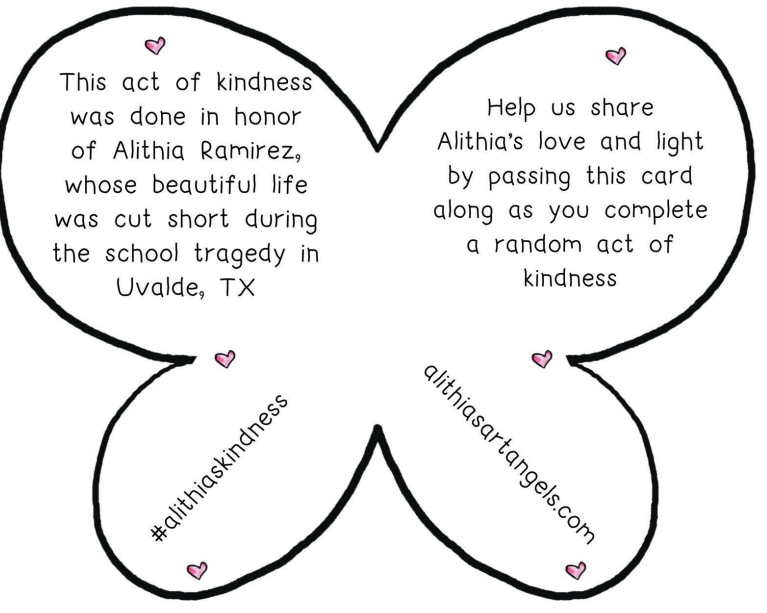 This act of kindness
was done in honor
of Alithia Ramirez,
whose beautiful life
was cut short during
the school tragedy in
Uvalde, TX
Help us share
Alithia's love and light
by passing this card
along as you complete
a random act of
kindness
#alithiaskindness
alithiasartangels.com